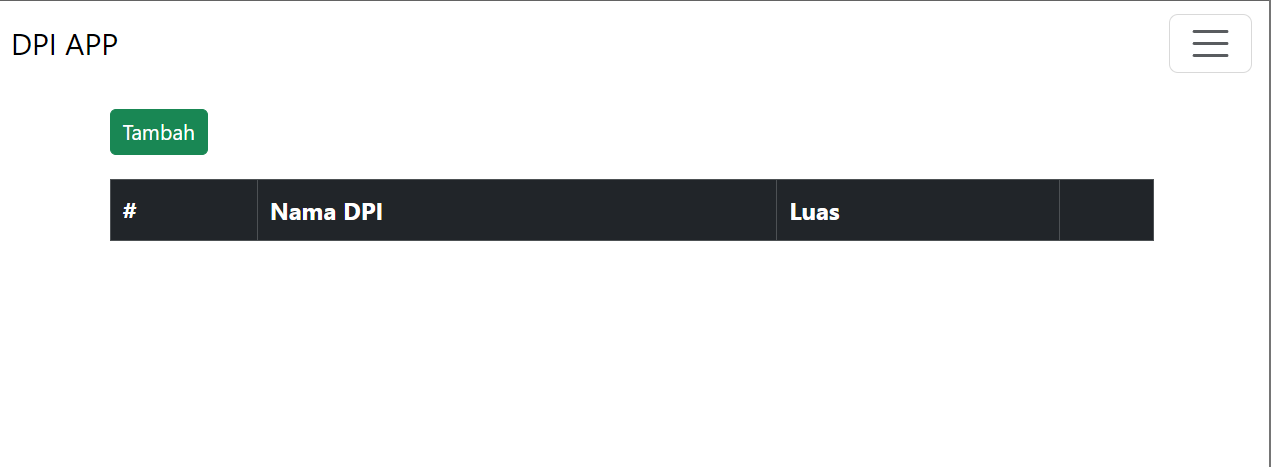 DPI APP
Tambah
# Nama DPI Luas